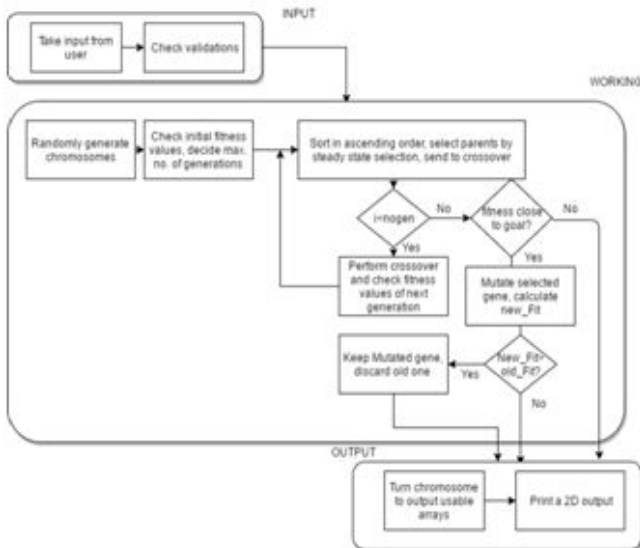 INPUT
Take input from
user
Check validations
WORKING
Randomly generate
chromosomes
Check initial fitness
values, decide max.
no. of generations
Sort in ascending order, select parents by
steady state selection, send to crossover
i=nogen
No
fitness close
to goal?
No
Yes
Perform crossover
and check fitness
values of next
generation
Yes
Mutate selected
gene, calculate
new_Fit
Keep Mutated gene,
discard old one
Yes
New_Fit>
old_Fit?
No
OUTPUT
Turn chromosome
to output usable
arrays
Print a 2D output